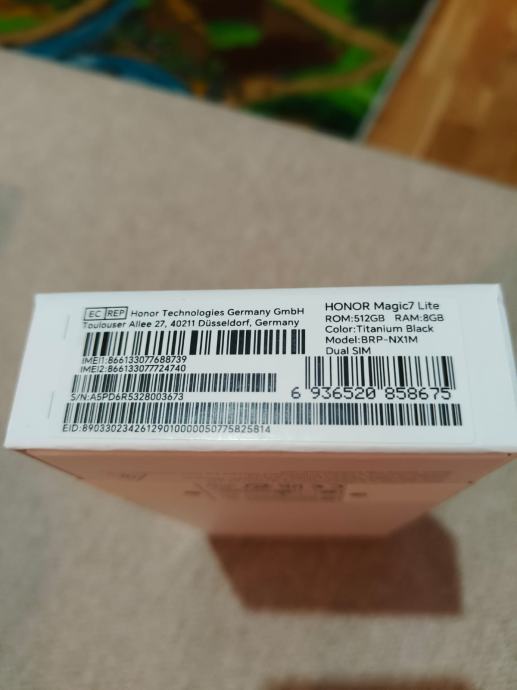 EC REP Honor Technologies Germany GmbH
Toulouser Allee 27, 40211 Düsseldorf, Germany
IMEI1:866133077688739
IMEI2:866133077724740
S/N:A5PD6R5328003673
EID:89033023426129010000050775825814
HONOR Magic7 Lite
ROM:512GB RAM:8GB
Color:Titanium Black
Model:BRP-NX1M
Dual SIM
6 936520 858675